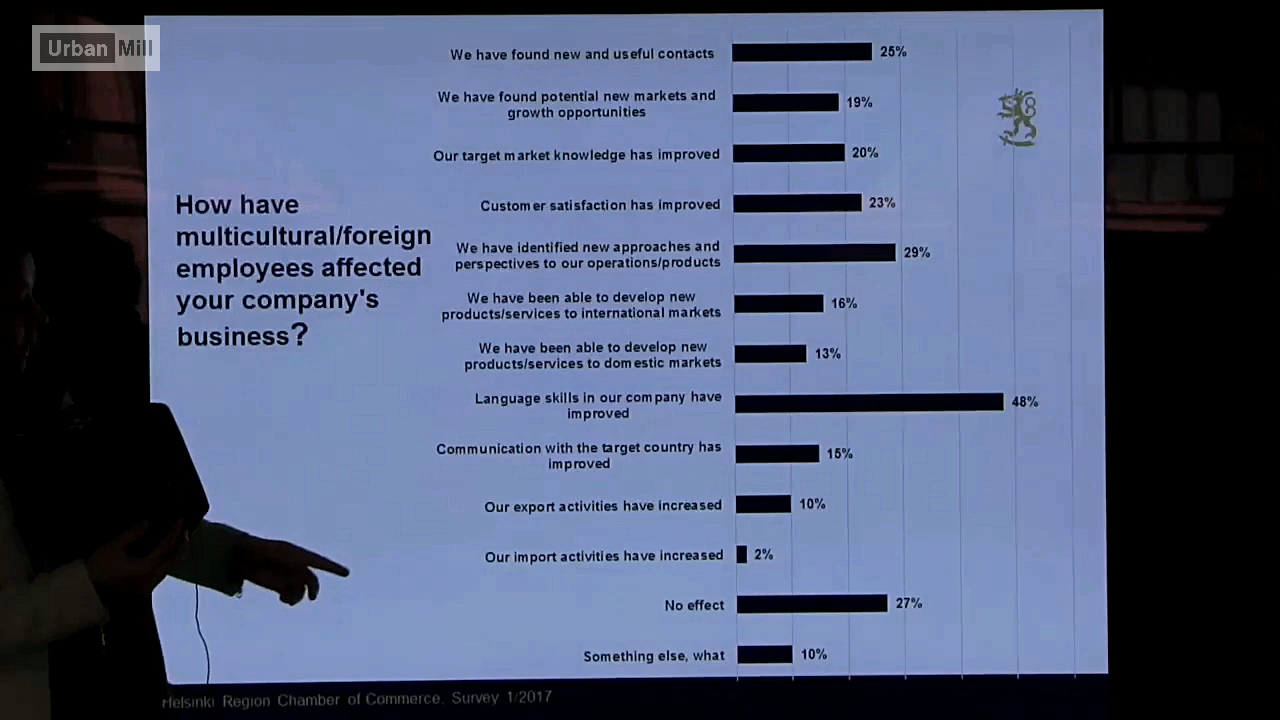 Urban Mill
How have
multicultural/foreign
employees affected
your company's
business?
We have found new and useful contacts
25%
We have found potential new markets and
growth opportunities
19%
Our target market knowledge has improved
20%
Customer satisfaction has improved
23%
We have identified new approaches and
perspectives to our operations/products
29%
We have been able to develop new
products/services to international markets
16%
We have been able to develop new
products/services to domestic markets
13%
Language skills in our company have
improved
48%
Communication with the target country has
improved
15%
Our export activities have increased
10%
Our import activities have increased
2%
No effect
27%
Something else, what
10%
Helsinki Region Chamber of Commerce. Survey 1/2017